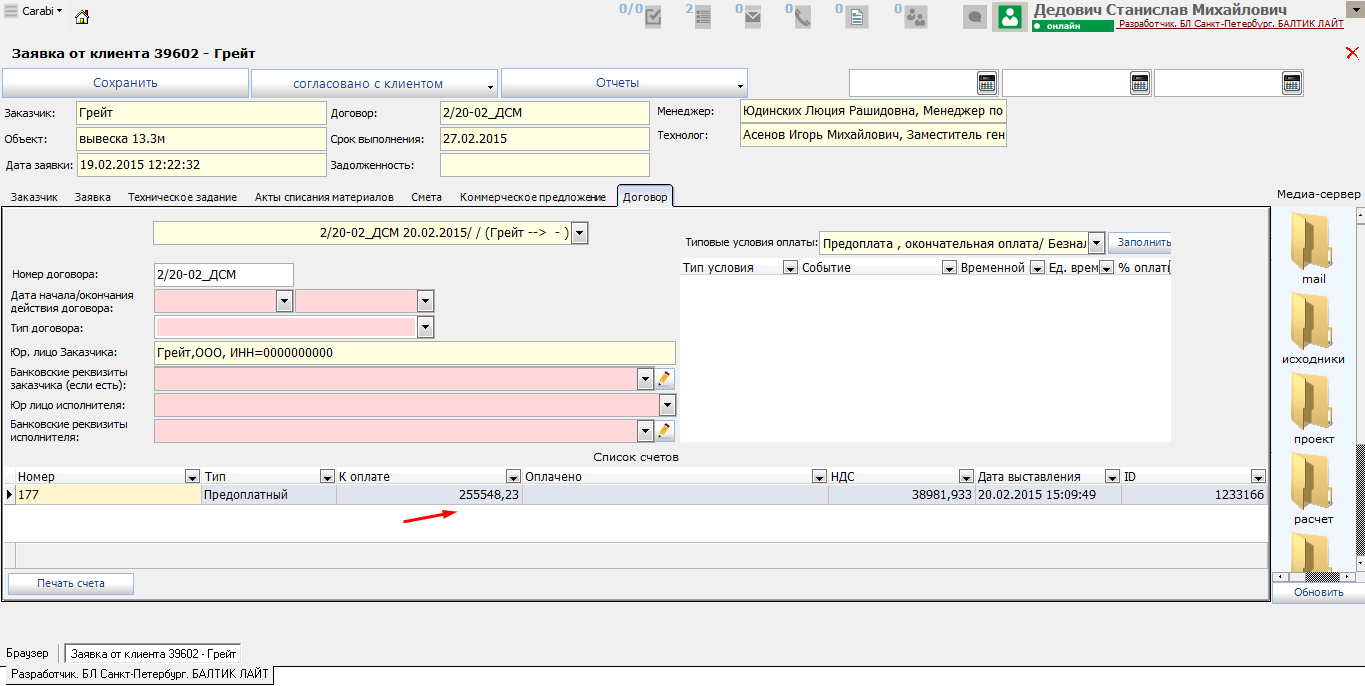 Carabi
0/0
2
0
0
0
0
Дедович Станислав Михайлович
онлайн
Разработчик. БЛ Санкт-Петербург. БАЛТИК ЛАЙТ
Заявка от клиента 39602 - Грейт
Сохранить
согласовано с клиентом
Отчеты
Заказчик: Грейт Договор: 2/20-02_ДСМ Менеджер: Юдинских Люция Рашидовна, Менеджер по
Объект: вывеска 13.3м Срок выполнения: 27.02.2015 Технолог: Асенов Игорь Михайлович, Заместитель ген
Дата заявки: 19.02.2015 12:22:32 Задолженность:
Заказчик Заявка Техническое задание Акты списания материалов Смета Коммерческое предложение Договор
Медиа-сервер
2/20-02_ДСМ 20.02.2015/ / (Грейт --> - )
Типовые условия оплаты: Предоплата , окончательная оплата/ Безнал Заполнить
Тип условия Событие Временной Ед. врем % оплаты
Номер договора: 2/20-02_ДСМ
Дата начала/окончания
действия договора:
Тип договора:
Юр. лицо Заказчика: Грейт,ООО, ИНН=0000000000
Банковские реквизиты
заказчика (если есть):
Юр лицо исполнителя:
Банковские реквизиты
исполнителя:
mail
исходники
проект
расчет
Обновить
Список счетов
Номер Тип К оплате Оплачено НДС Дата выставления ID
177 Предоплатный 255548,23 38981,933 20.02.2015 15:09:49 1233166
Печать счета
Браузер Заявка от клиента 39602 - Грейт
Разработчик. БЛ Санкт-Петербург. БАЛТИК ЛАЙТ